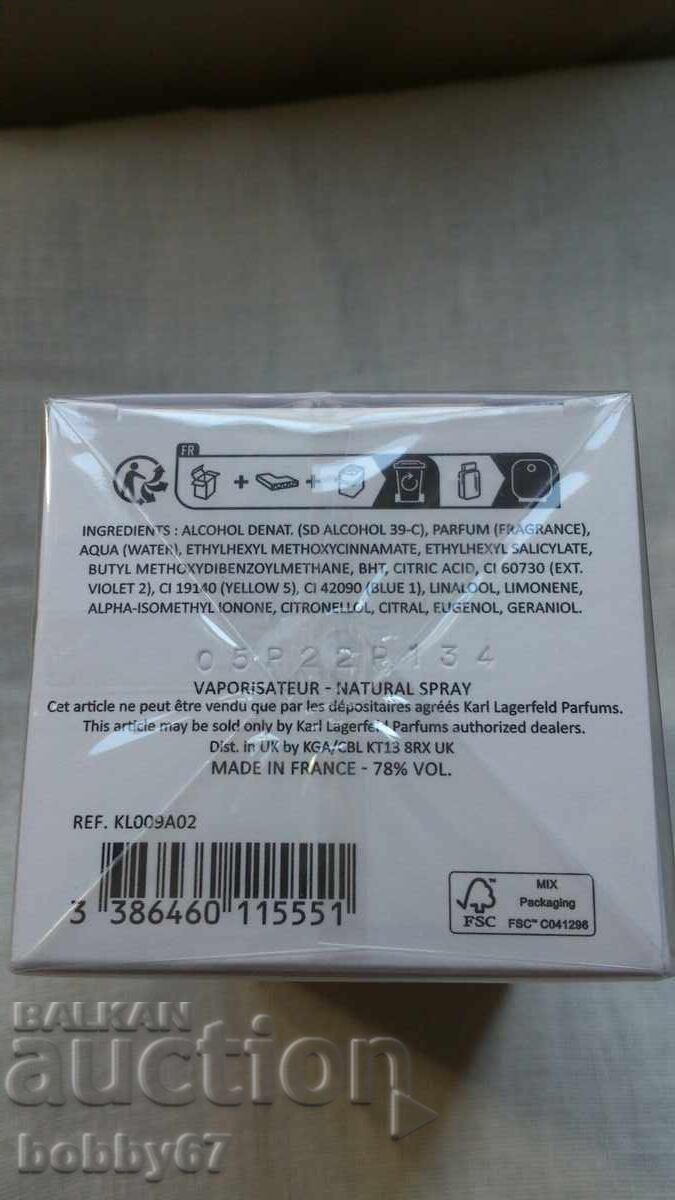 FR
INGREDIENTS : ALCOHOL DENAT. (SD ALCOHOL 39-C), PARFUM (FRAGRANCE),
AQUA (WATER), ETHYLHEXYL METHOXYCINNAMATE, ETHYLHEXYL SALICYLATE,
BUTYL METHOXYDIBENZOYLMETHANE, BHT, CITRIC ACID, CI 60730 (EXT.
VIOLET 2), CI 19140 (YELLOW 5), CI 42090 (BLUE 1), LINALOOL, LIMONENE,
ALPHA-ISOMETHYL IONONE, CITRONELLOL, CITRAL, EUGENOL, GERANIOL.
05P22P134
VAPORISATEUR - NATURAL SPRAY
Cet article ne peut être vendu que par les dépositaires agréés Karl Lagerfeld Parfums.
This article may be sold only by Karl Lagerfeld Parfums authorized dealers.
Dist. in UK by KGA/CBL KT13 8RX UK
MADE IN FRANCE - 78% VOL.
REF. KL009A02
3 386460 115551
FSC
MIX
Packaging
FSC™ C041296
BALKAN
auction
bobby67